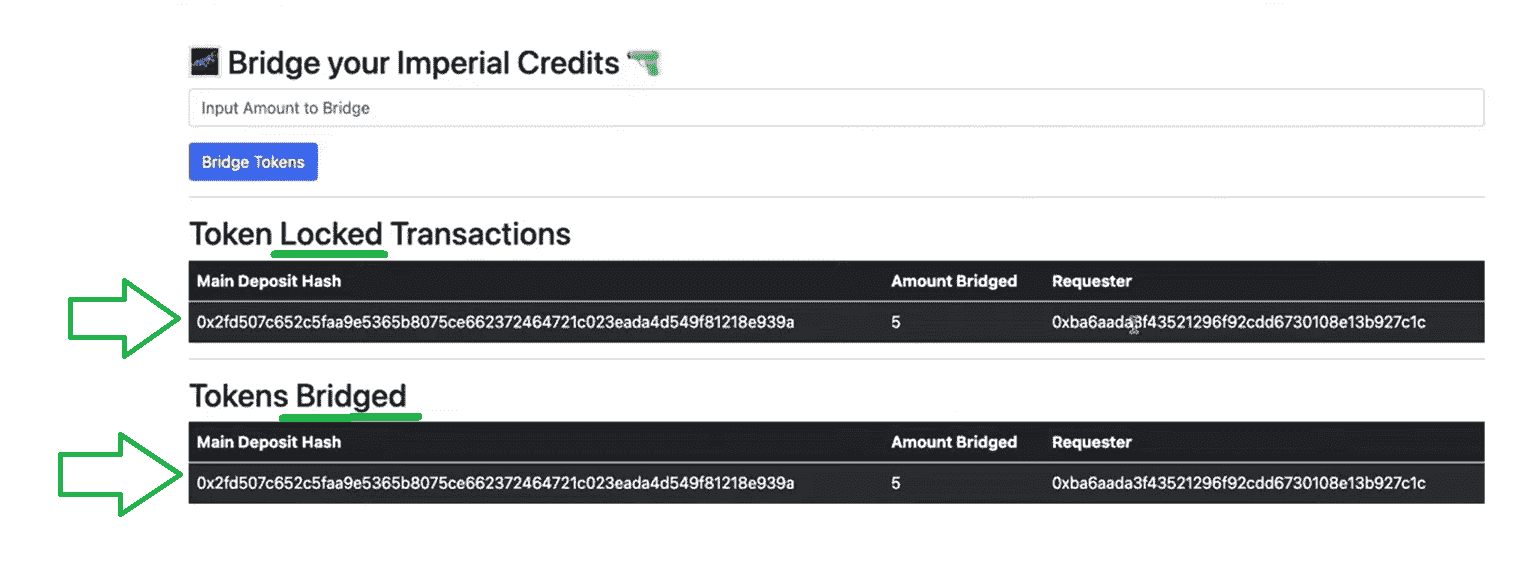 Bridge your Imperial Credits
Input Amount to Bridge
Bridge Tokens
Token Locked Transactions
Main Deposit Hash Amount Bridged Requester
0x2fd507c652c5faa9e5365b8075ce662372464721c023eada4d549f81218e939a 5 0xba6aada3f43521296f92cdd6730108e13b927c1c
Tokens Bridged
Main Deposit Hash Amount Bridged Requester
0x2fd507c652c5faa9e5365b8075ce662372464721c023eada4d549f81218e939a 5 0xba6aada3f43521296f92cdd6730108e13b927c1c